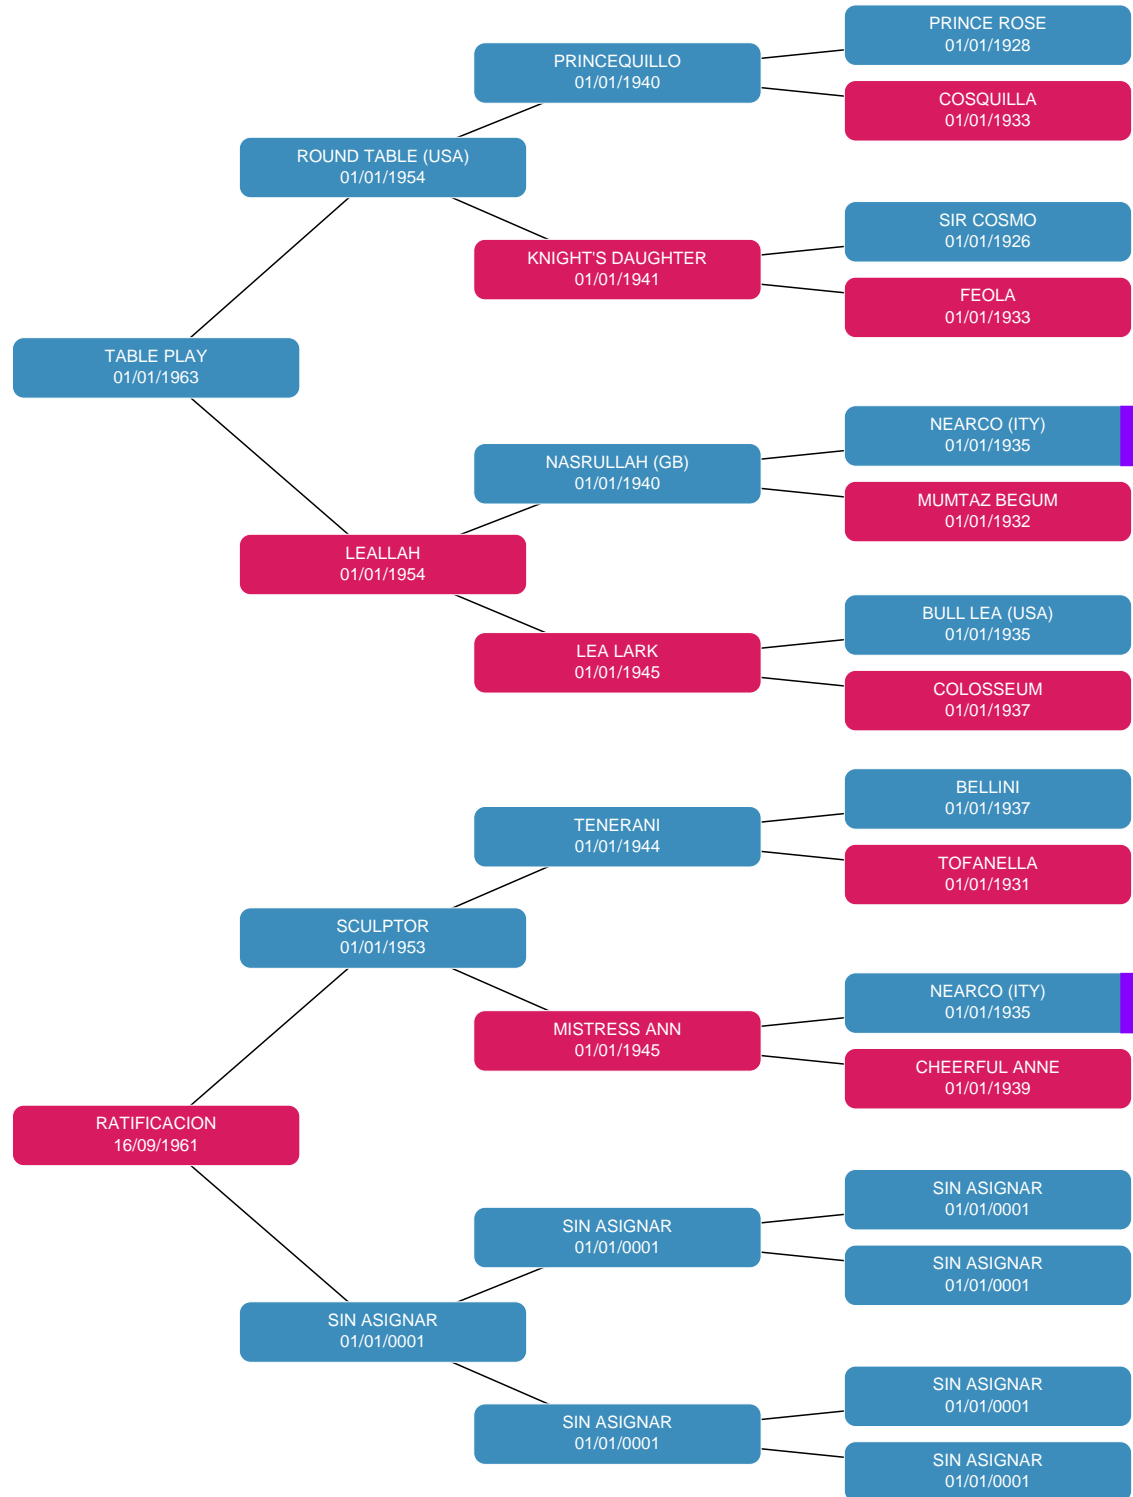 PRINCE ROSE
01/01/1928
PRINCEQUILLO
01/01/1940
COSQUILLA
01/01/1933
ROUND TABLE (USA)
01/01/1954
SIR COSMO
01/01/1926
KNIGHT'S DAUGHTER
01/01/1941
FEOLA
01/01/1933
TABLE PLAY
01/01/1963
NEARCO (ITY)
01/01/1935
NASRULLAH (GB)
01/01/1940
MUMTAZ BEGUM
01/01/1932
LEALLAH
01/01/1954
BULL LEA (USA)
01/01/1935
LEA LARK
01/01/1945
COLOSSEUM
01/01/1937
BELLINI
01/01/1937
TENERANI
01/01/1944
TOFANELLA
01/01/1931
SCULPTOR
01/01/1953
NEARCO (ITY)
01/01/1935
MISTRESS ANN
01/01/1945
CHEERFUL ANNE
01/01/1939
RATIFICACION
16/09/1961
SIN ASIGNAR
01/01/0001
SIN ASIGNAR
01/01/0001
SIN ASIGNAR
01/01/0001
SIN ASIGNAR
01/01/0001
SIN ASIGNAR
01/01/0001
SIN ASIGNAR
01/01/0001
SIN ASIGNAR
01/01/0001